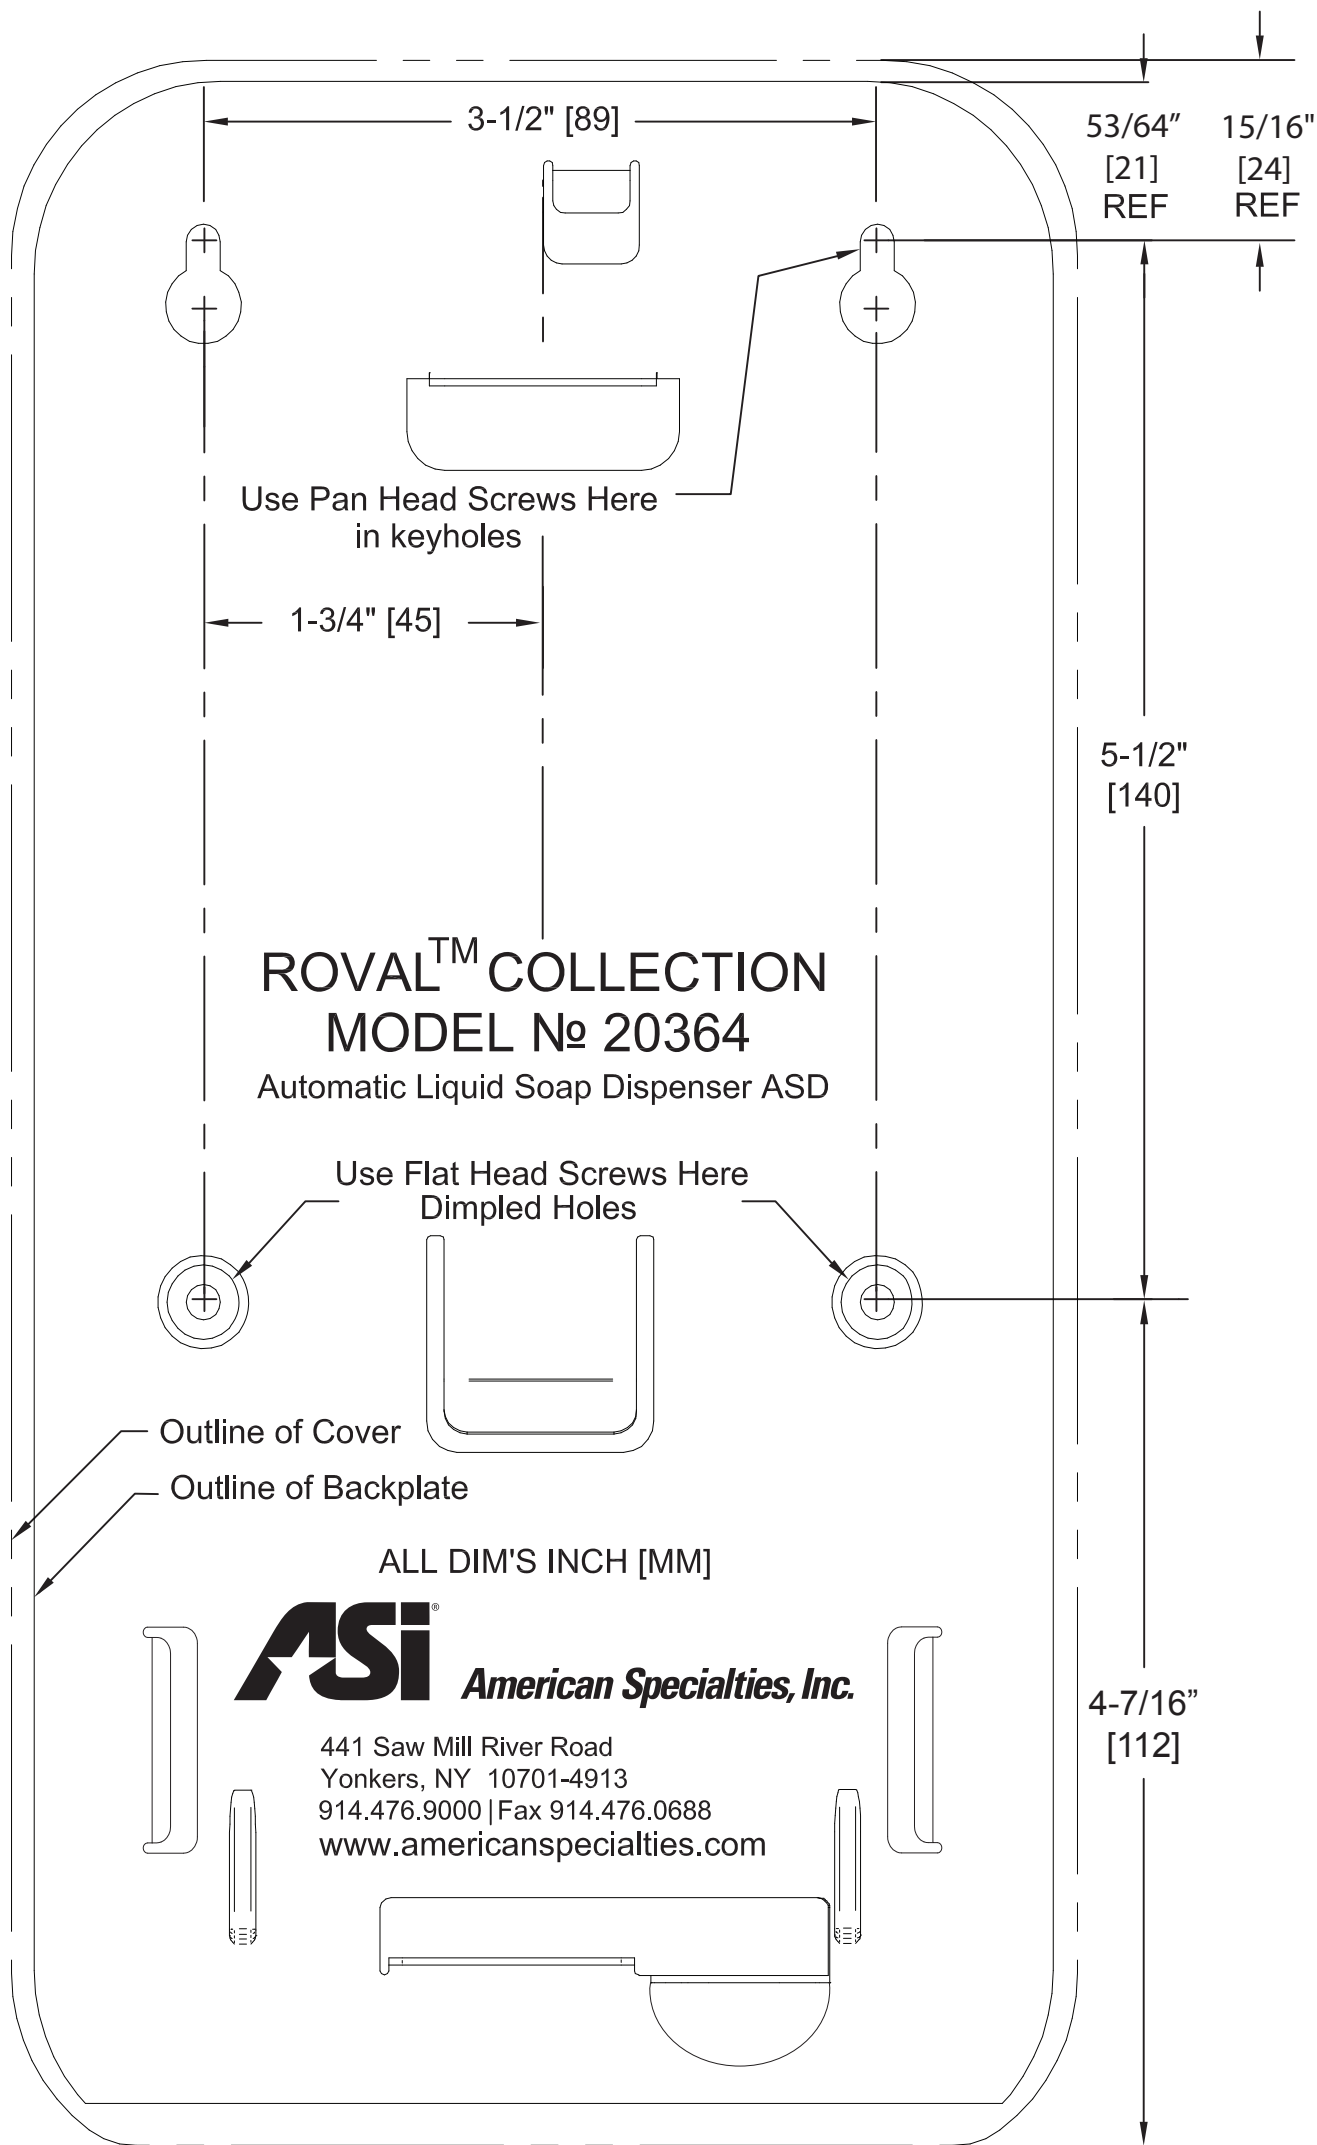 3-1/2" [89]
53/64”
[21]
REF
15/16"
[24]
REF
Use Pan Head Screws Here
in keyholes
1-3/4" [45]
5-1/2"
[140]
ROVAL™ COLLECTION
MODEL № 20364
Automatic Liquid Soap Dispenser ASD
Use Flat Head Screws Here
Dimpled Holes
Outline of Cover
Outline of Backplate
ALL DIM'S INCH [MM]
ASi®
American Specialties, Inc.
4-7/16”
[112]
441 Saw Mill River Road
Yonkers, NY 10701-4913
914.476.9000 | Fax 914.476.0688
www.americanspecialties.com